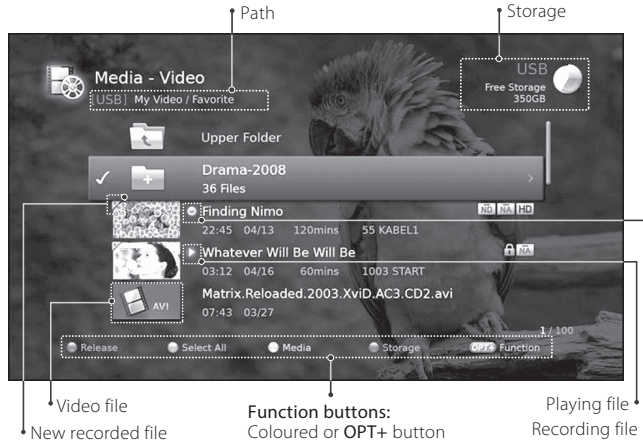 Path
Storage
Media - Video
[USB] My Video / Favorite
USB
Free Storage
350GB
Upper Folder
Drama-2008
36 Files
Finding Nimo
ND NA HD
22:45 04/13 120mins 55 KABEL1
Whatever Will Be Will Be
NA
03:12 04/16 60mins 1003 START
AVI
Matrix.Reloaded.2003.XviD.AC3.CD2.avi
07:43 03/27
1 / 100
Release Select All Media Storage OPT+ Function
Video file
New recorded file
Function buttons:
Coloured or OPT+ button
Playing file
Recording file